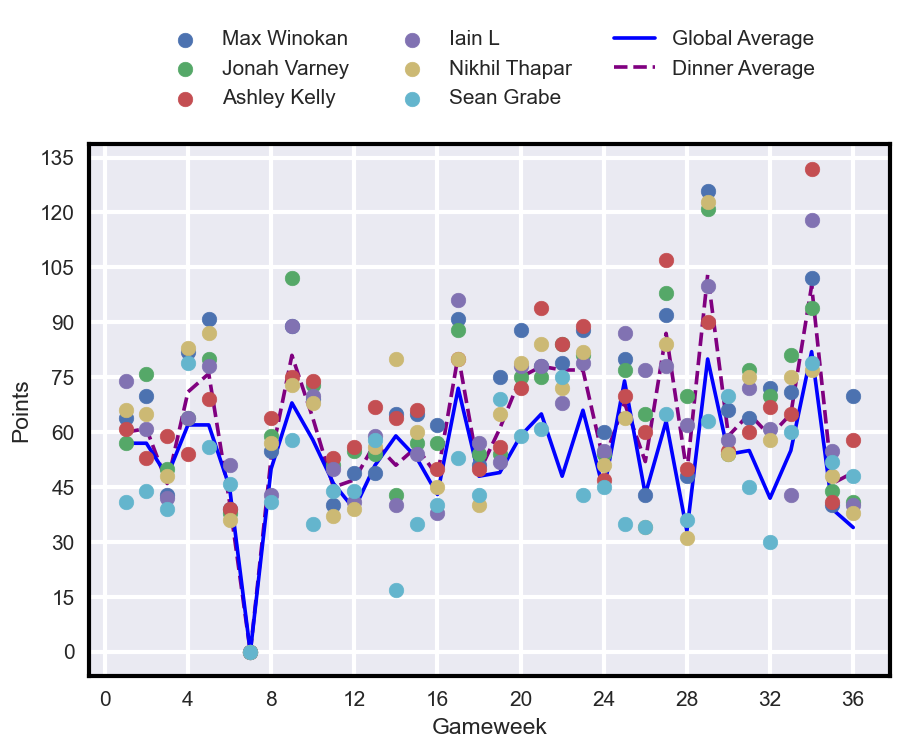 Max Winokan
Jonah Varney
Ashley Kelly
Iain L
Nikhil Thapar
Sean Grabe
Global Average
Dinner Average
Points
135
120
105
90
75
60
45
30
15
0
0 4 8 12 16 20 24 28 32 36
Gameweek